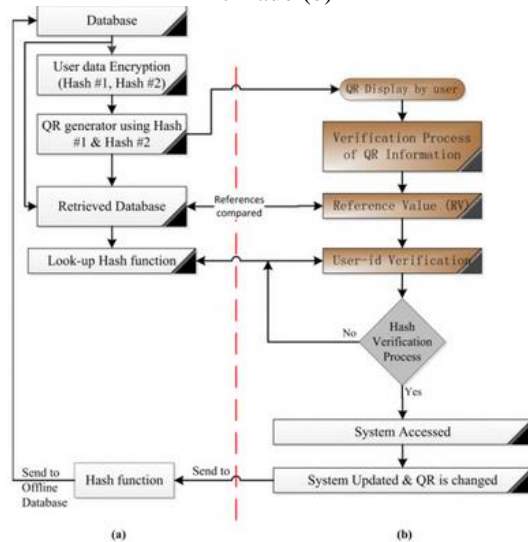 Database
User data Encryption
(Hash #1, Hash #2)
QR generator using Hash
#1 & Hash #2
Retrieved Database
Look-up Hash function
Hash function
Send to
Offline
Database
(a)
QR Display by user
Verification Process
of QR Information
References
compared
Reference Value (RV)
User-id Verification
No
Hash
Verification
Process
Yes
System Accessed
System Updated & QR is changed
Send to
(b)